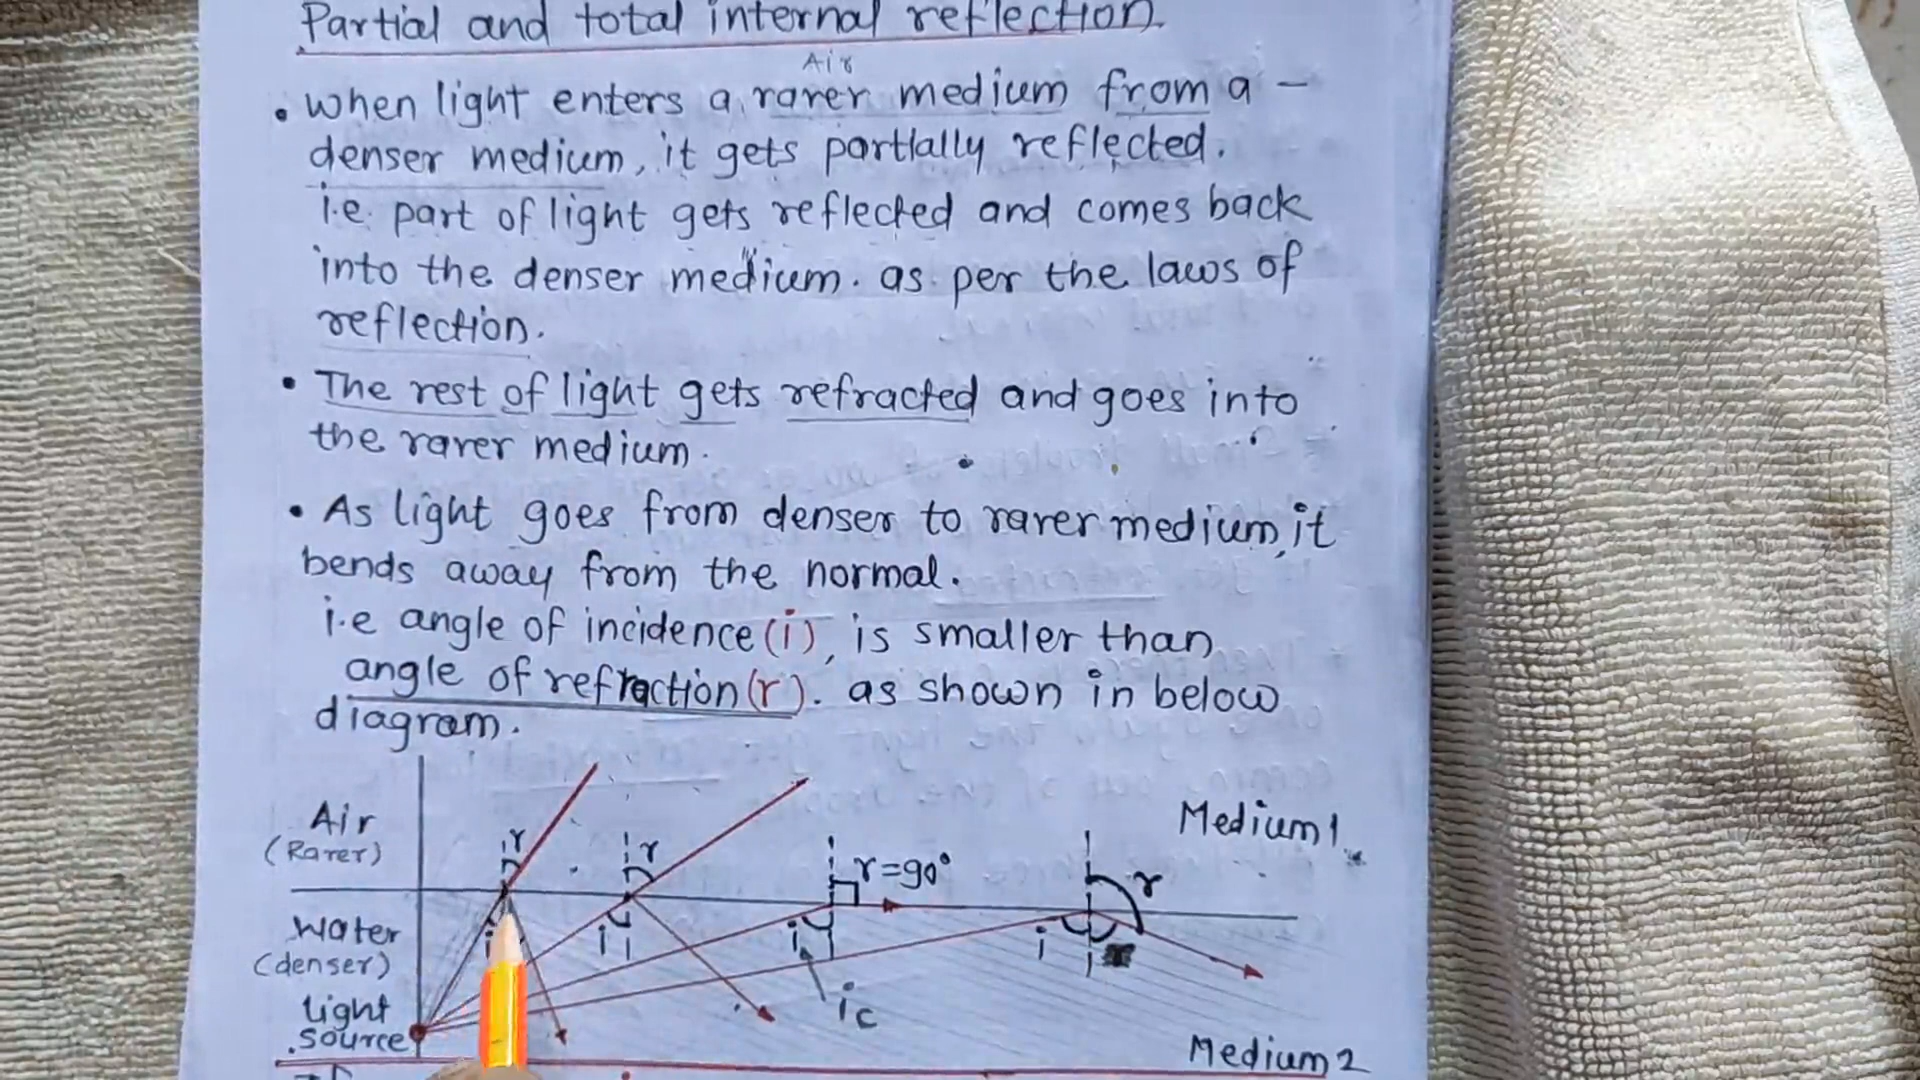 Partial and total internal reflection.
Air
• When light enters a rarer medium from a -
denser medium, it gets partially reflected.
i.e. part of light gets reflected and comes back
into the denser medium. as per the laws of
reflection.
• The rest of light gets refracted and goes into
the rarer medium.
• As light goes from denser to rarer medium, it
bends away from the normal.
i.e angle of incidence (i), is smaller than
angle of refraction (r). as shown in below
diagram.
Air
(Rarer)
r
r
r=90°
r
Medium 1
Water
(denser)
i
i
i
i
ic
light
source
Medium 2